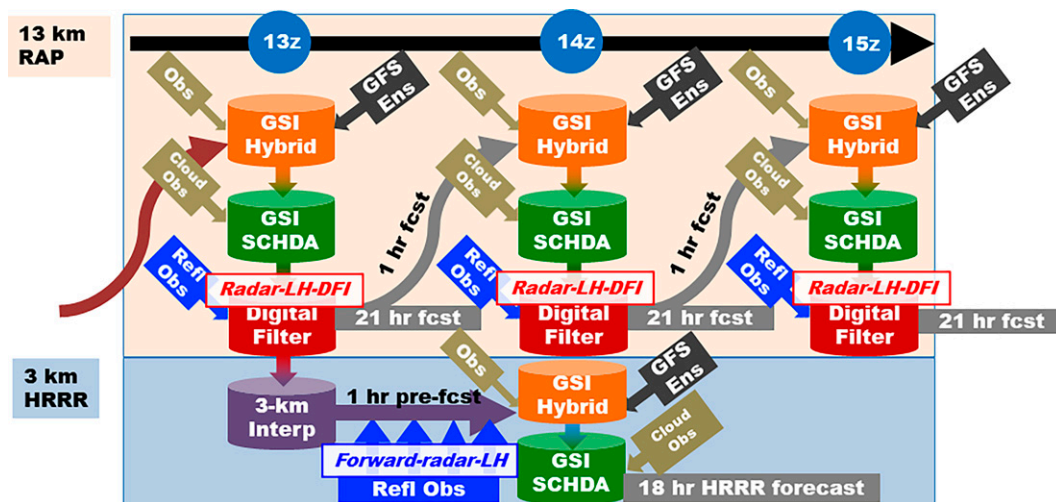 13 km
RAP
13z
14z
15z
Obs
GFS
Ens
GSI
Hybrid
Cloud
Obs
GSI
SCHDA
Refl
Obs
Radar-LH-DFI
Digital
Filter
21 hr fcst
1 hr fcst
Obs
GFS
Ens
GSI
Hybrid
Cloud
Obs
GSI
SCHDA
Refl
Obs
Radar-LH-DFI
Digital
Filter
21 hr fcst
1 hr fcst
Obs
GFS
Ens
GSI
Hybrid
Cloud
Obs
GSI
SCHDA
Refl
Obs
Radar-LH-DFI
Digital
Filter
21 hr fcst
3 km
HRRR
3-km
Interp
1 hr pre-fcst
Forward-radar-LH
Refl Obs
Obs
GFS
Ens
GSI
Hybrid
Cloud
Obs
GSI
SCHDA
18 hr HRRR forecast